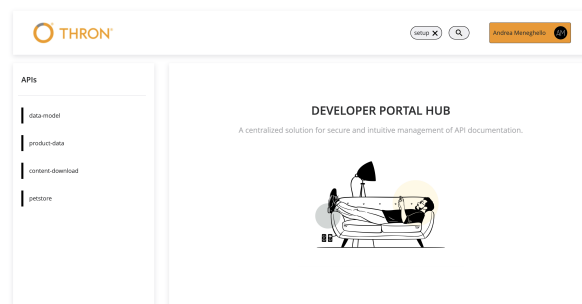 THRON
setup
Andrea Meneghello
AM
APIs
data-model
product-data
content-download
petstore
DEVELOPER PORTAL HUB
A centralized solution for secure and intuitive management of API documentation.